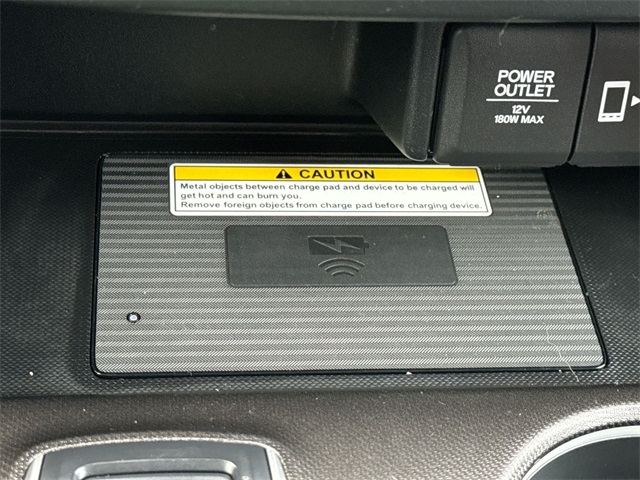 POWER
OUTLET
12V
180W MAX
CAUTION
Metal objects between charge pad and device to be charged will
get hot and can burn you.
Remove foreign objects from charge pad before charging device.